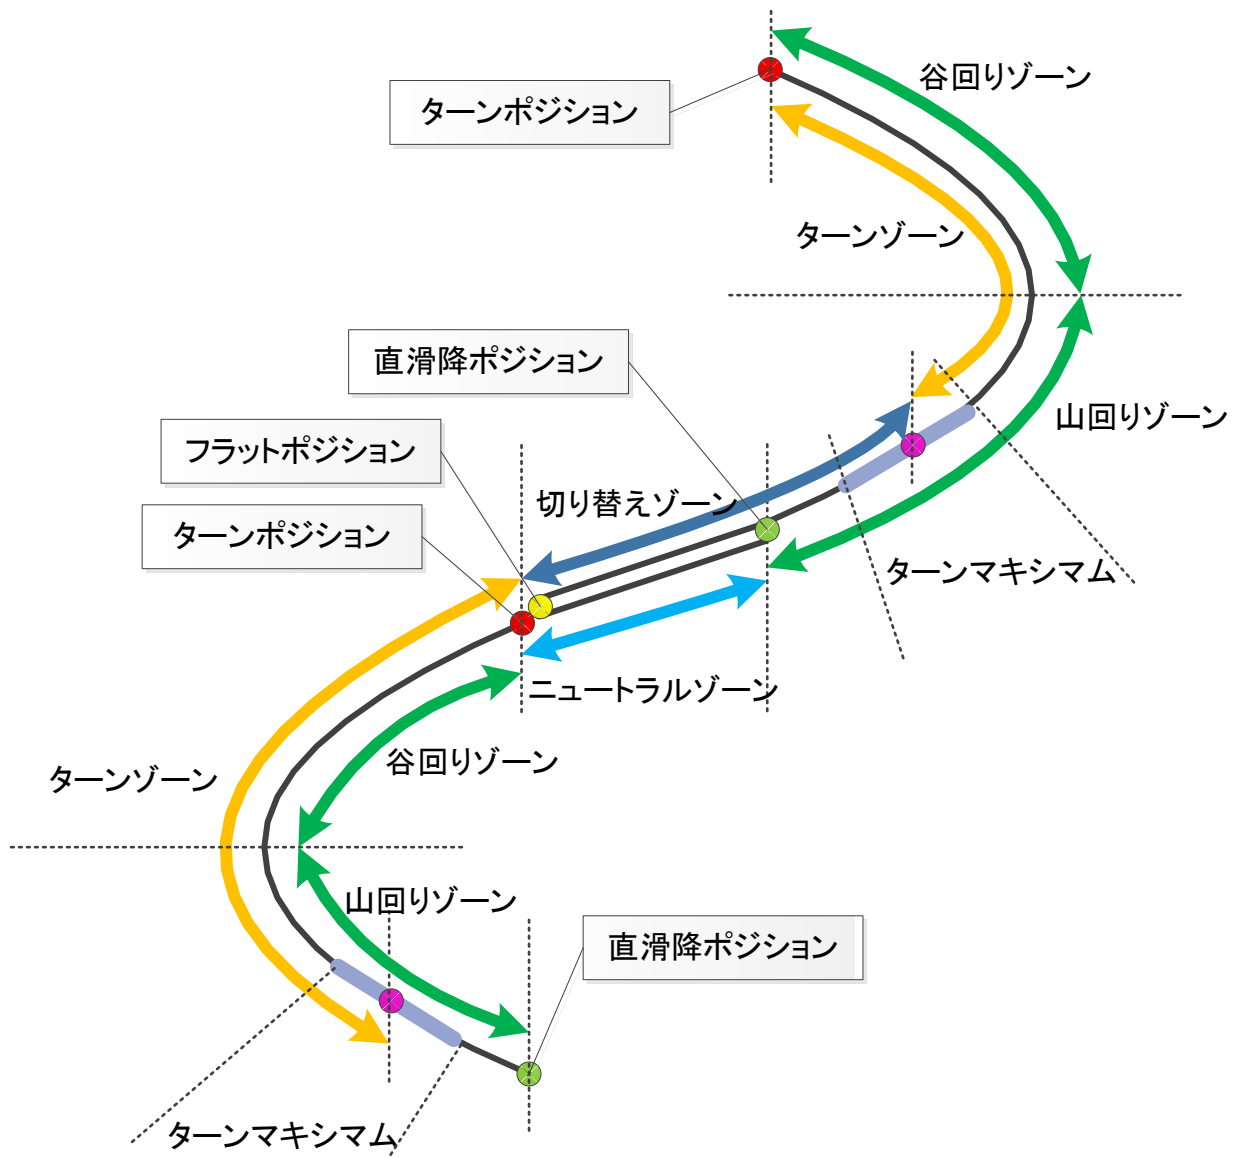 谷回りゾーン
ターンポジション
ターンゾーン
直滑降ポジション
山回りゾーン
フラットポジション
切り替えゾーン
ターンポジション
ターンマキシマム
ニュートラルゾーン
谷回りゾーン
ターンゾーン
山回りゾーン
直滑降ポジション
ターンマキシマム